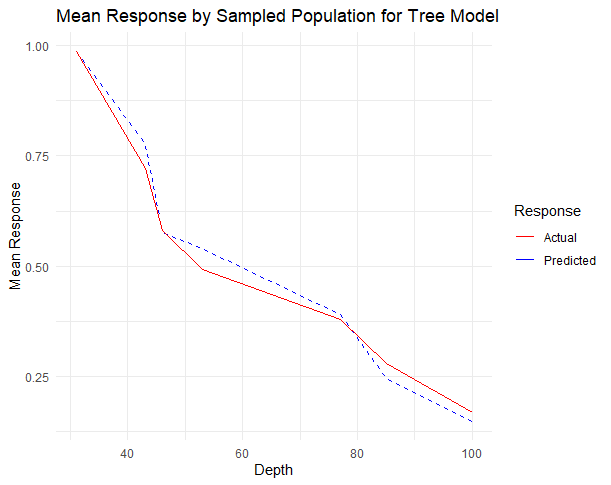 Mean Response by Sampled Population for Tree Model
1.00
0.75
0.50
0.25
Mean Response
40
60
80
100
Depth
Response
Actual
Predicted